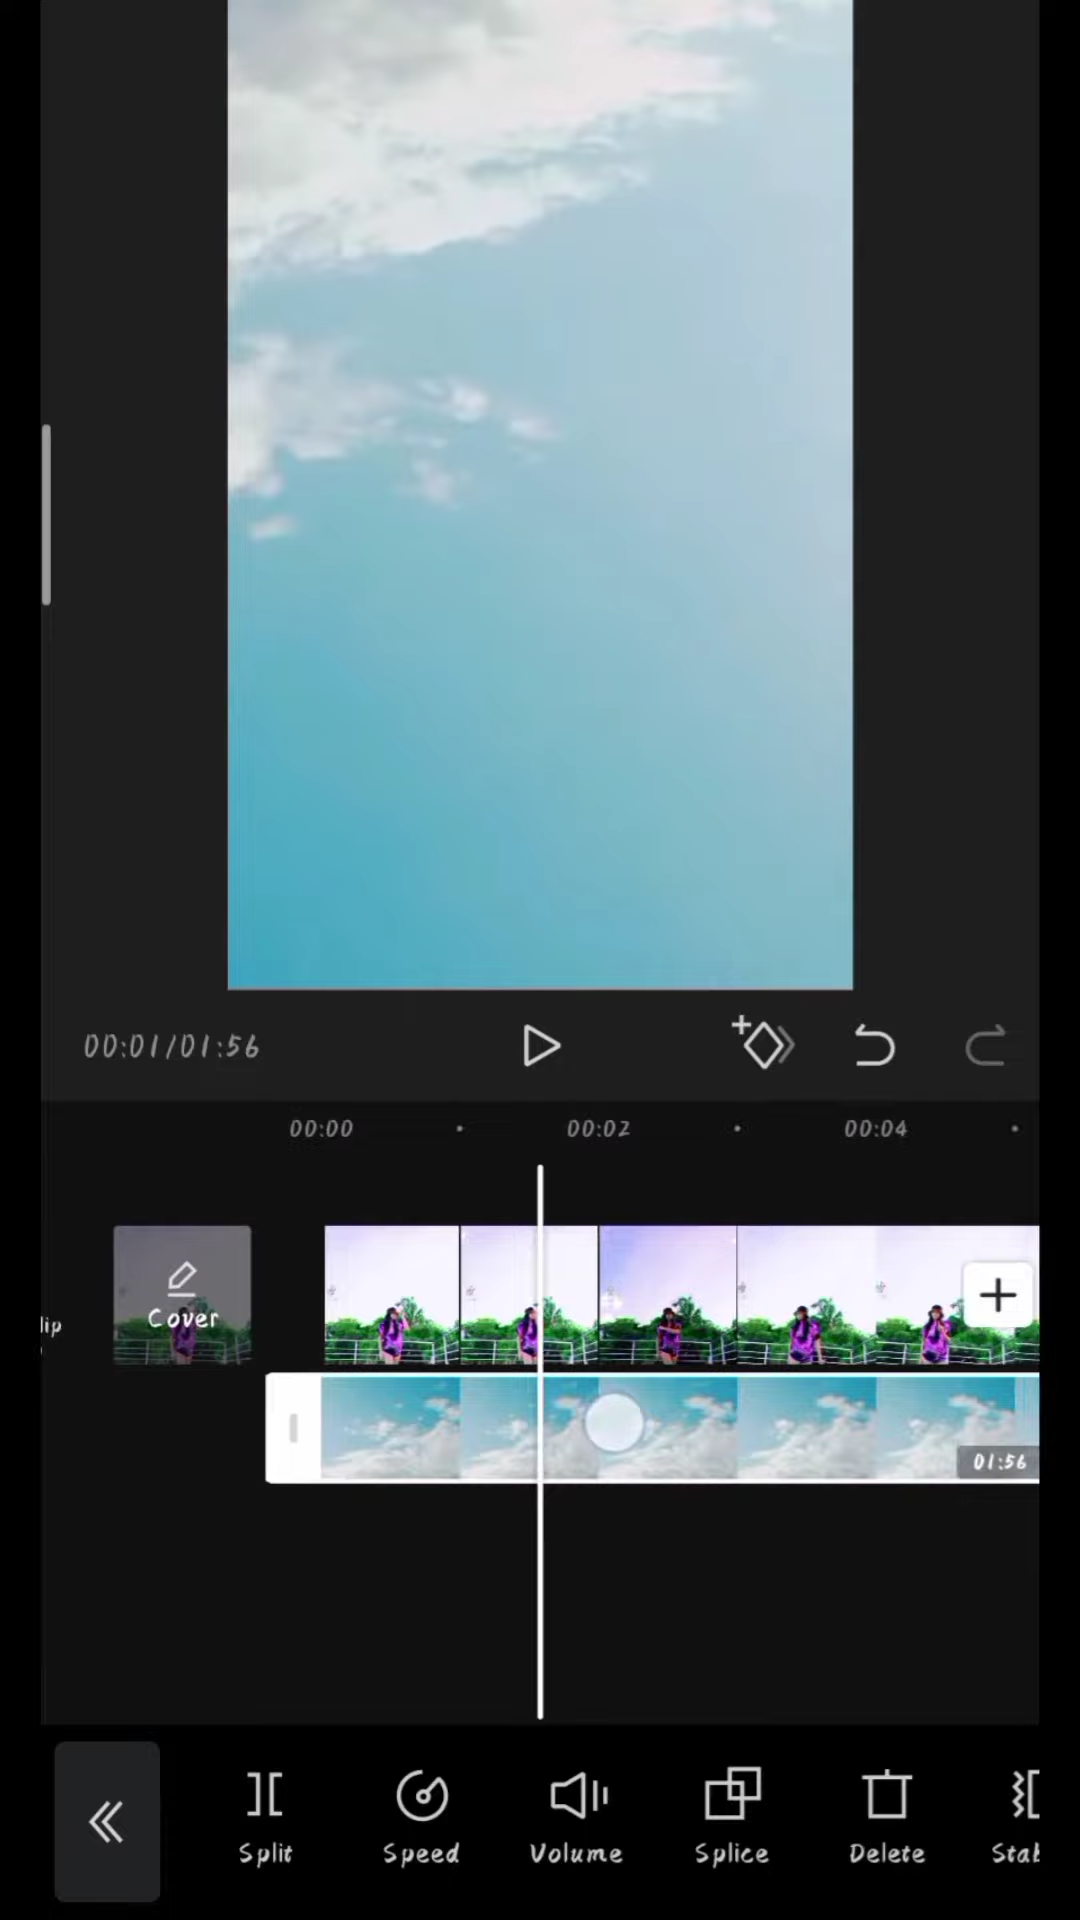 00:01/01:56
00:00
00:02
00:04
lip
Cover
01:56
Split
Speed
Volume
Splice
Delete
Stab